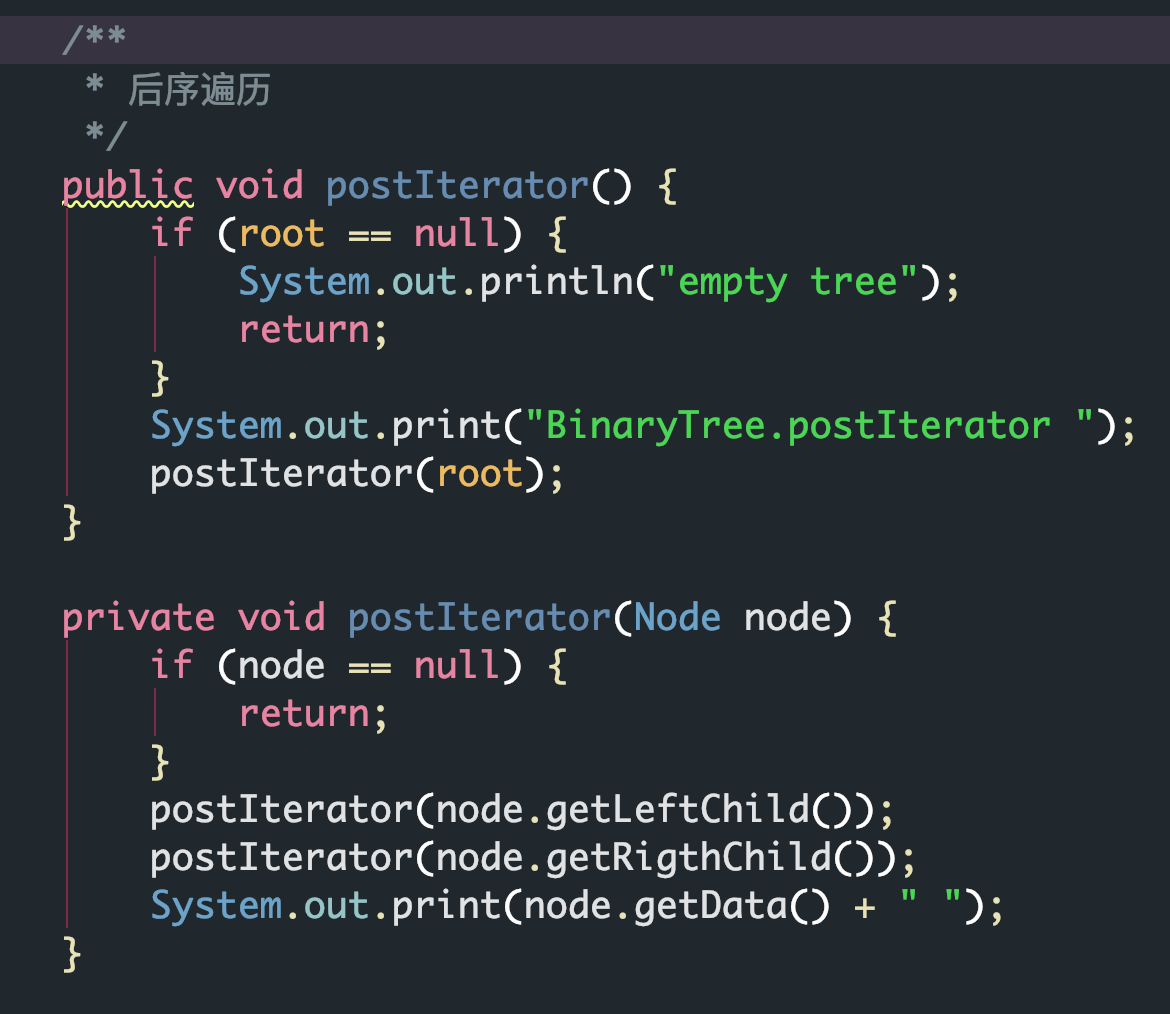 /**
 * 后序遍历
 */
public void postIterator() {
    if (root == null) {
        System.out.println("empty tree");
        return;
    }
    System.out.print("BinaryTree.postIterator ");
    postIterator(root);
}

private void postIterator(Node node) {
    if (node == null) {
        return;
    }
    postIterator(node.getLeftChild());
    postIterator(node.getRigthChild());
    System.out.print(node.getData() + " ");
}